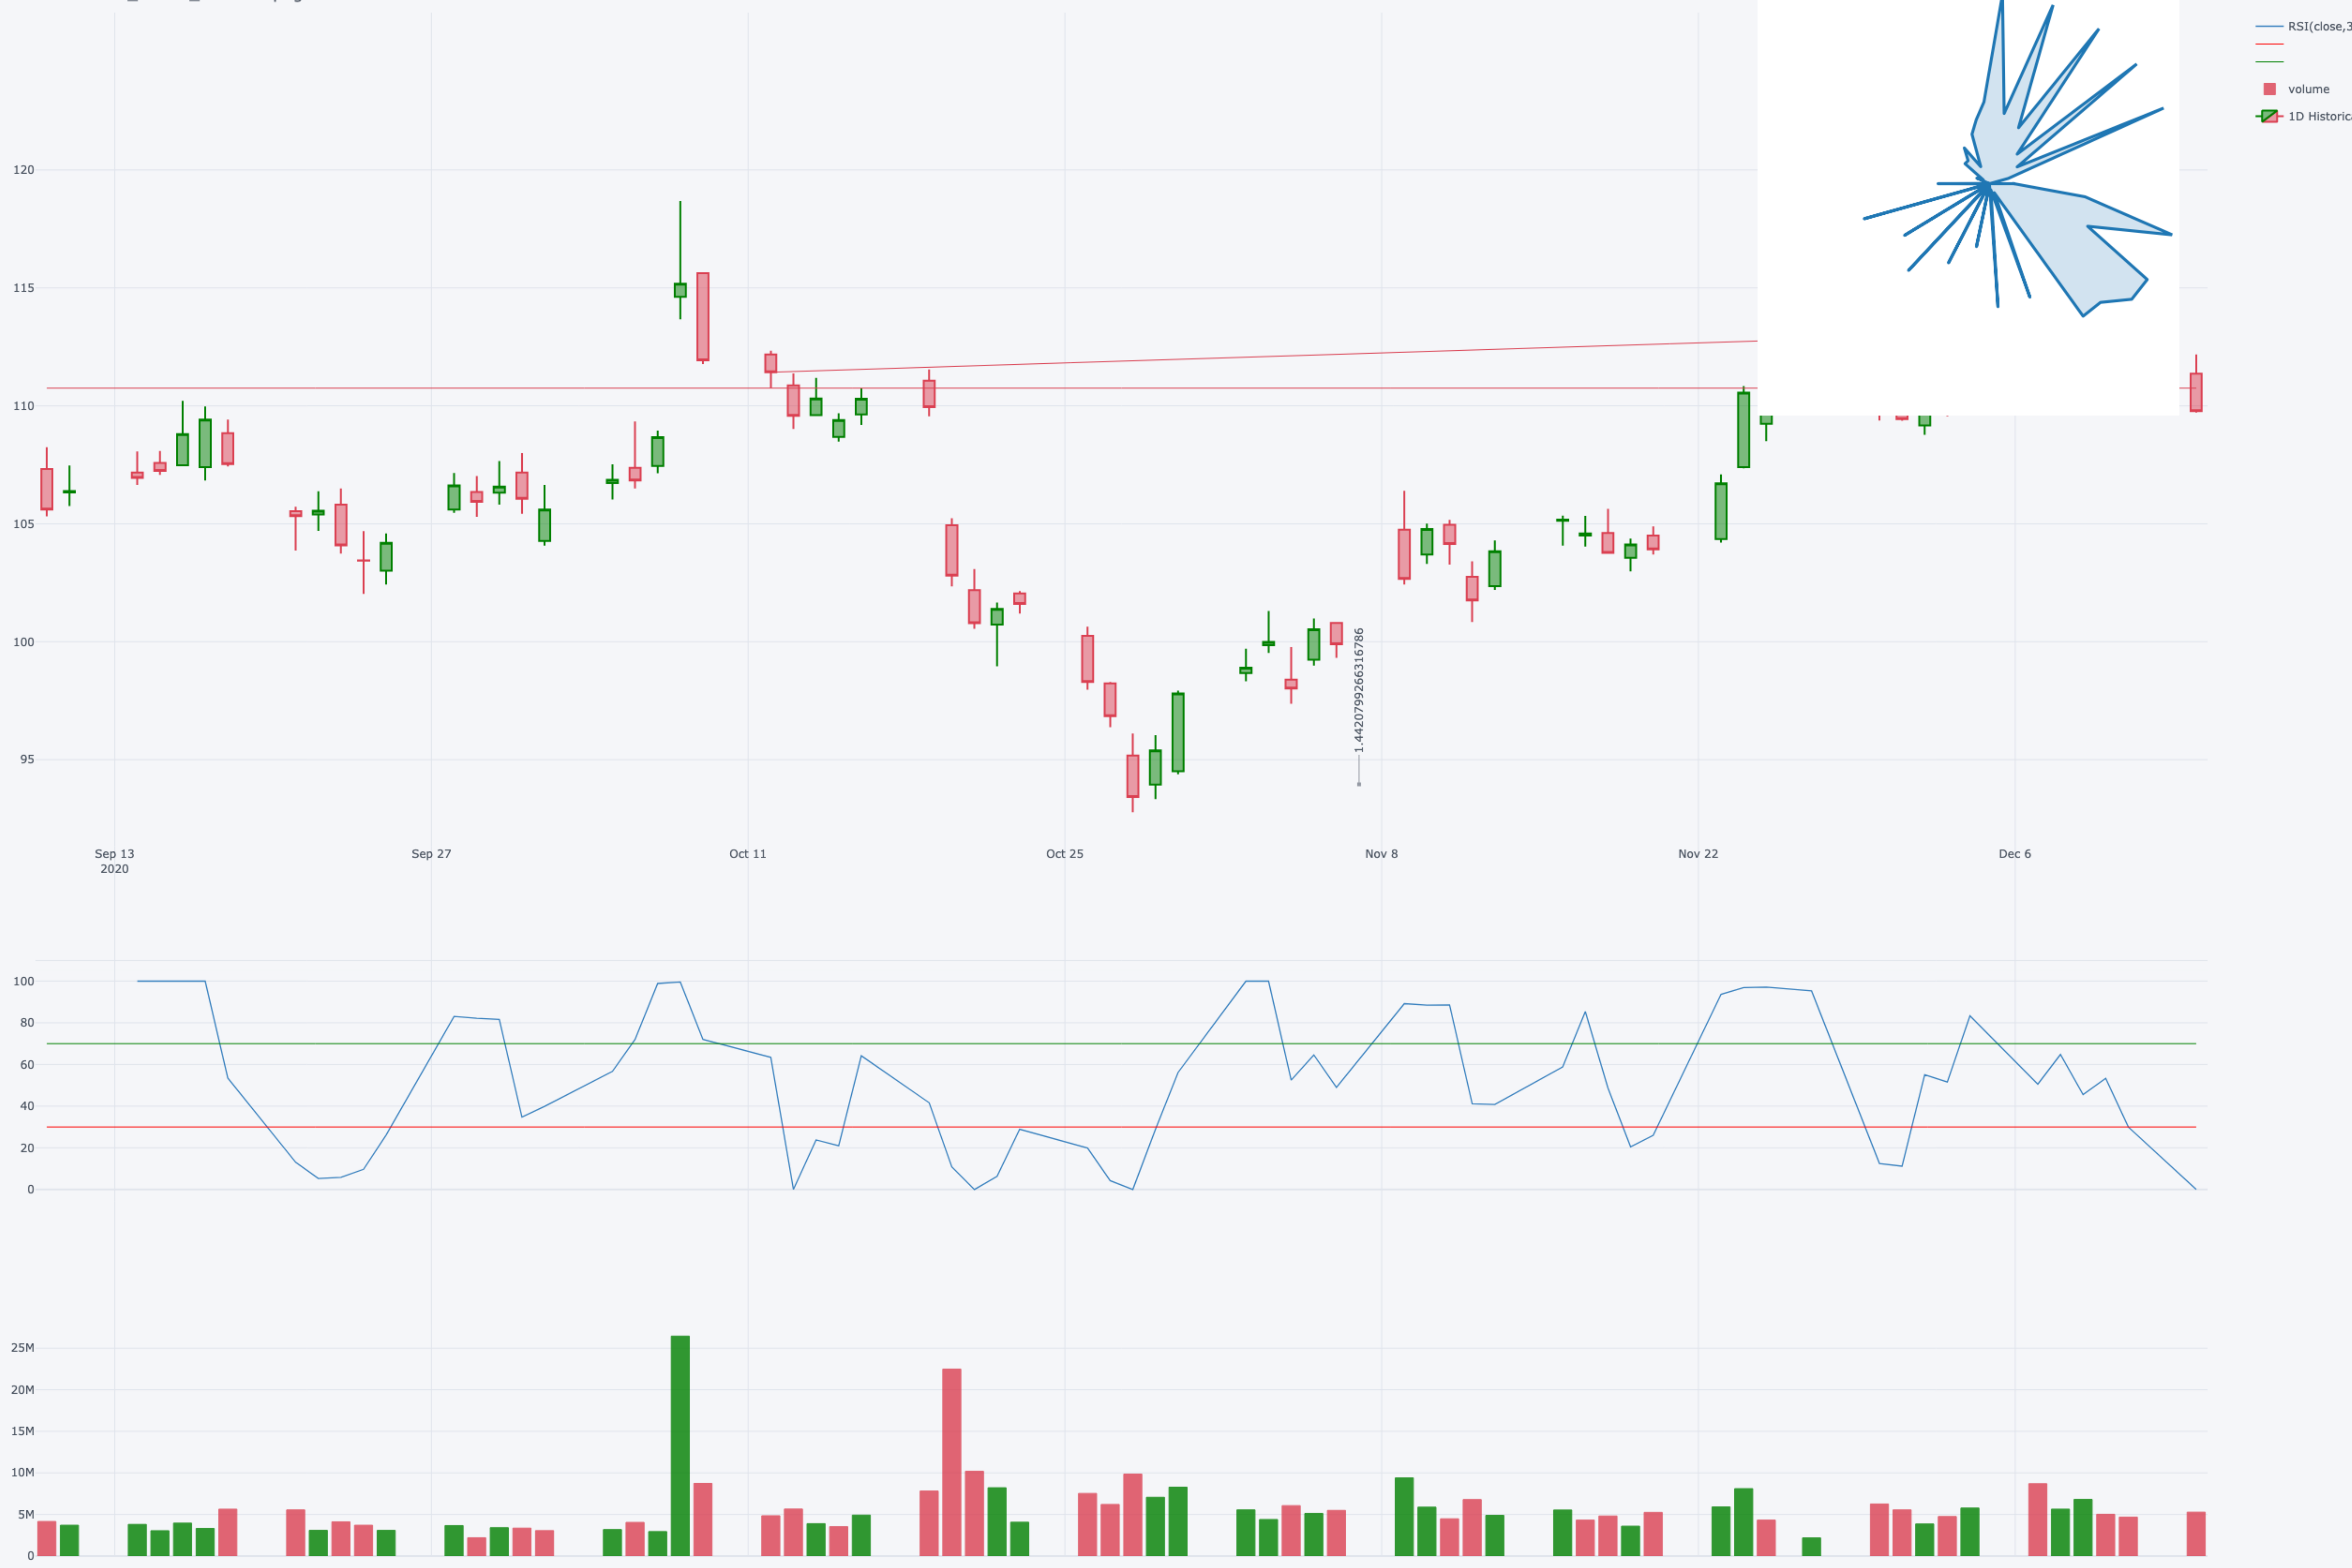 RSI(close,3
volume
1D Historica
120
115
110
105
100
95
1.4420799266316786
Sep 13
2020
Sep 27
Oct 11
Oct 25
Nov 8
Nov 22
Dec 6
100
80
60
40
20
0
25M
20M
15M
10M
5M
0